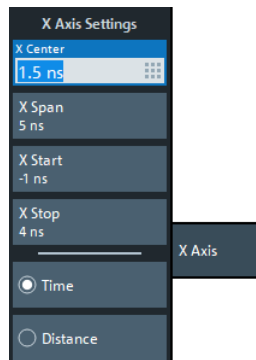 X Axis Settings
X Center
1.5 ns
X Span
5 ns
X Start
-1 ns
X Stop
4 ns
X Axis
Time
Distance